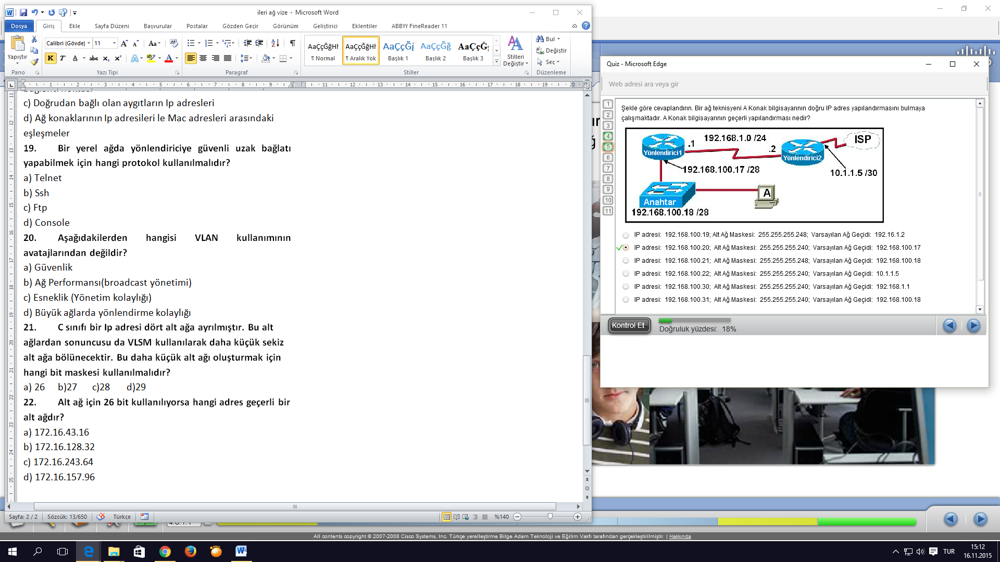 ileri ağ vize - Microsoft Word
Dosya Giriş Ekle Sayfa Düzeni Başvurular Postalar Gözden Geçir Görünüm Geliştirici Eklentiler ABBYY FineReader 11
Yapıştır
Calibri (Gövde) 11
Pano Yazı Tipi Paragraf Stiller Düzenleme
¶ Normal ¶ Aralık Yok Başlık 1 Başlık 2 Başlık 3
Stilleri Değiştir
Bul
Değiştir
Seç
c) Doğrudan bağlı olan aygıtların Ip adresleri
d) Ağ konaklarının Ip adresileri le Mac adresleri arasındaki
eşleşmeler
19. Bir yerel ağda yönlendiriciye güvenli uzak bağlatı
yapabilmek için hangi protokol kullanılmalıdır?
a) Telnet
b) Ssh
c) Ftp
d) Console
20. Aşağıdakilerden hangisi VLAN kullanımının
avatajlarından değildir?
a) Güvenlik
b) Ağ Performansı(broadcast yönetimi)
c) Esneklik (Yönetim kolaylığı)
d) Büyük ağlarda yönlendirme kolaylığı
21. C sınıfı bir Ip adresi dört alt ağa ayrılmıştır. Bu alt
ağlardan sonuncusu da VLSM kullanılarak daha küçük sekiz
alt ağa bölünecektir. Bu daha küçük alt ağı oluşturmak için
hangi bit maskesi kullanılmalıdır?
a) 26 b)27 c)28 d)29
22. Alt ağ için 26 bit kullanılıyorsa hangi adres geçerli bir
alt ağdır?
a) 172.16.43.16
b) 172.16.128.32
c) 172.16.243.64
d) 172.16.157.96
Sayfa: 2 / 2 Sözcük: 13/650 Türkçe %140
Quiz - Microsoft Edge
Web adresi ara veya gir
1
2
3
4
5
6
7
8
9
10
11
Şekle göre cevaplandırın. Bir ağ teknisyeni A Konak bilgisayarının doğru IP adres yapılandırmasını bulmaya
çalışmaktadır. A Konak bilgisayarının geçerli yapılandırması nedir?
192.168.1.0 /24
ISP
.1
.2
Yönlendirici1
Yönlendirici2
192.168.100.17 /28
10.1.1.5 /30
A
Anahtar
192.168.100.18 /28
IP adresi: 192.168.100.19; Alt Ağ Maskesi: 255.255.255.248; Varsayılan Ağ Geçidi: 192.16.1.2
IP adresi: 192.168.100.20; Alt Ağ Maskesi: 255.255.255.240; Varsayılan Ağ Geçidi: 192.168.100.17
IP adresi: 192.168.100.21; Alt Ağ Maskesi: 255.255.255.248; Varsayılan Ağ Geçidi: 192.168.100.18
IP adresi: 192.168.100.22; Alt Ağ Maskesi: 255.255.255.240; Varsayılan Ağ Geçidi: 10.1.1.5
IP adresi: 192.168.100.30; Alt Ağ Maskesi: 255.255.255.240; Varsayılan Ağ Geçidi: 192.168.1.1
IP adresi: 192.168.100.31; Alt Ağ Maskesi: 255.255.255.240; Varsayılan Ağ Geçidi: 192.168.100.18
Kontrol Et
Doğruluk yüzdesi: 18%
All contents copyright © 2007-2008 Cisco Systems, Inc. Türkçe yerelleştirme Bilge Adam Teknoloji ve Eğitim Vakfı tarafından gerçekleştirilmiştir. | Hakkında
TUR
15:12
16.11.2015